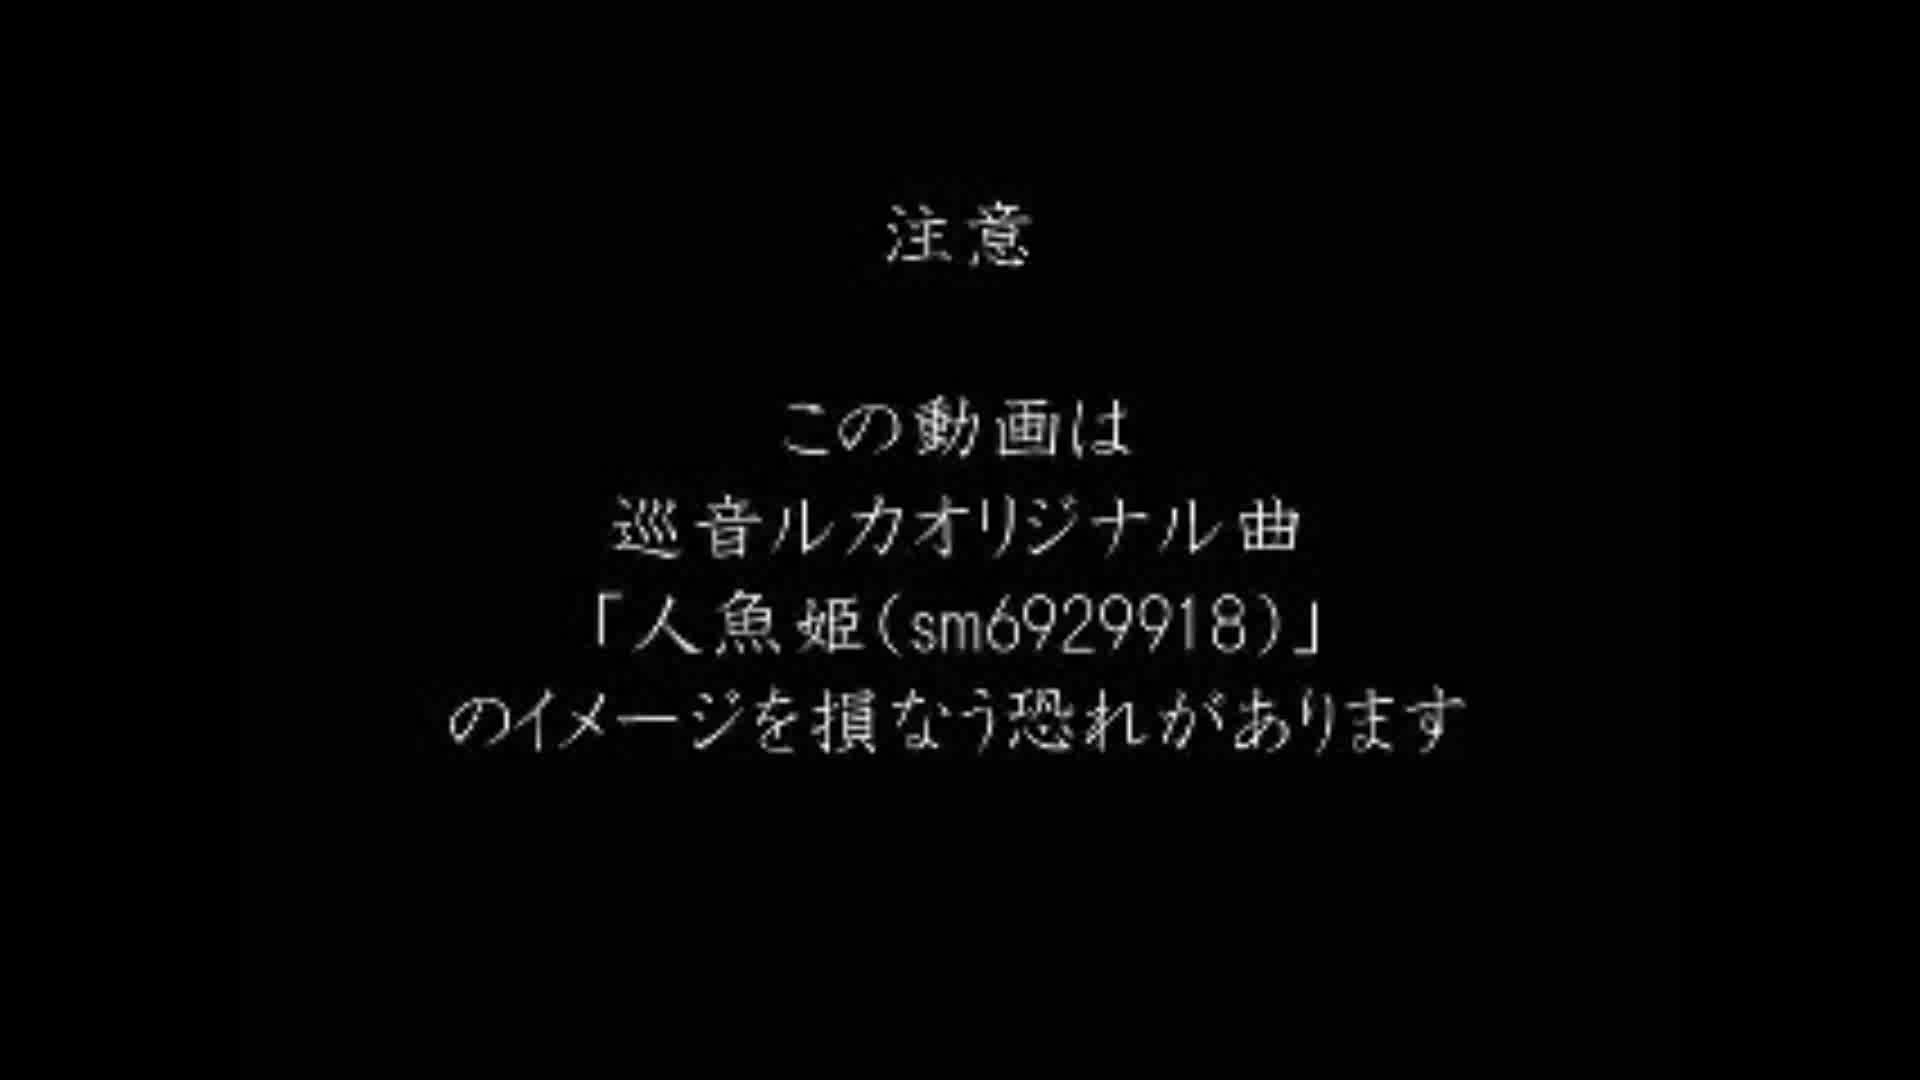 注意
この動画は
巡音ルカオリジナル曲
「人魚姫(sm6929918)」
のイメージを損なう恐れがあります